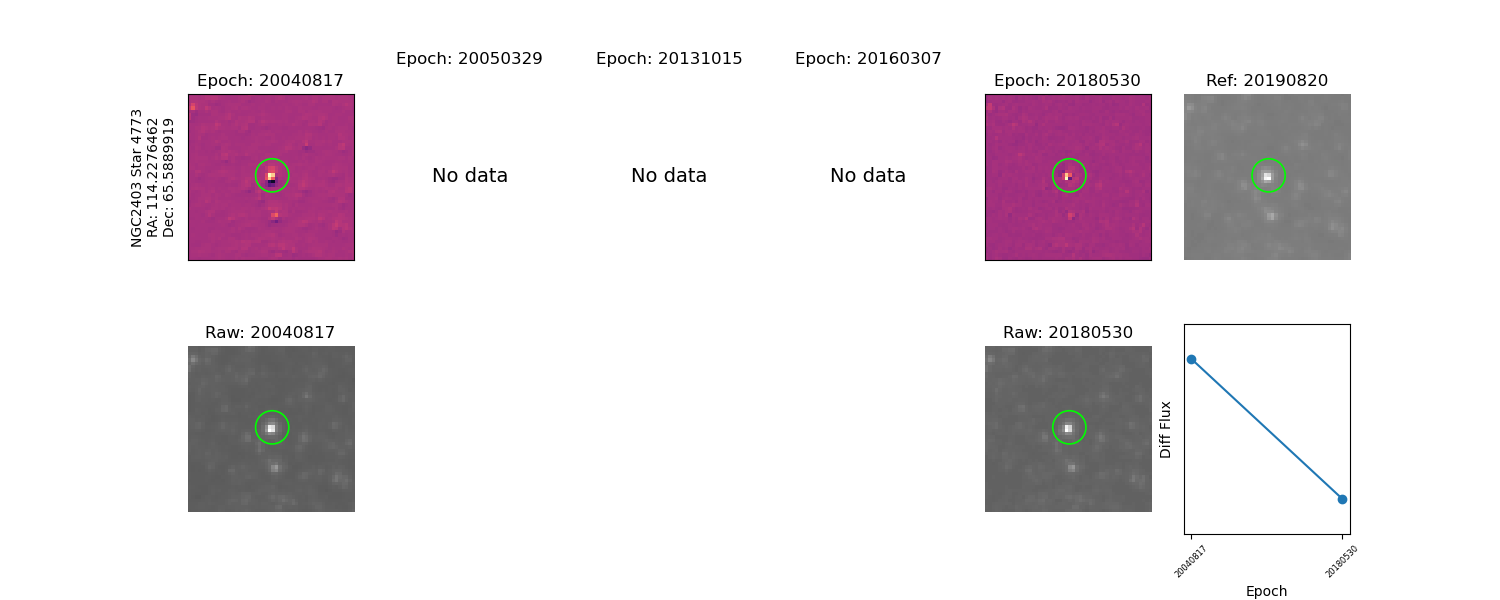 Epoch: 20040817
Epoch: 20050329
Epoch: 20131015
Epoch: 20160307
Epoch: 20180530
Ref: 20190820
NGC2403 Star 4773
RA: 114.2276462
Dec: 65.5889919
No data
No data
No data
Raw: 20040817
Raw: 20180530
Diff Flux
20040817
20180530
Epoch